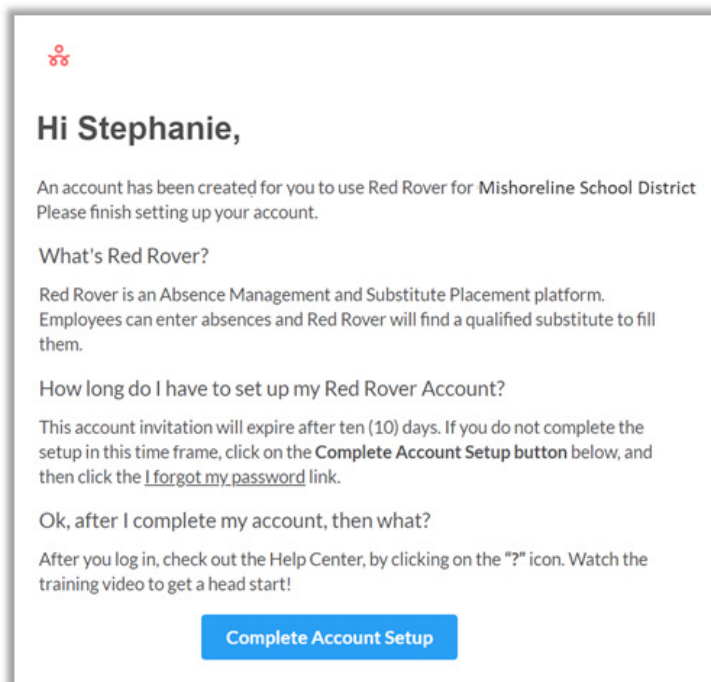 Hi Stephanie,
An account has been created for you to use Red Rover for Mishoreline School District
Please finish setting up your account.
What's Red Rover?
Red Rover is an Absence Management and Substitute Placement platform.
Employees can enter absences and Red Rover will find a qualified substitute to fill
them.
How long do I have to set up my Red Rover Account?
This account invitation will expire after ten (10) days. If you do not complete the
setup in this time frame, click on the Complete Account Setup button below, and
then click the I forgot my password link.
Ok, after I complete my account, then what?
After you log in, check out the Help Center, by clicking on the “?” icon. Watch the
training video to get a head start!
Complete Account Setup